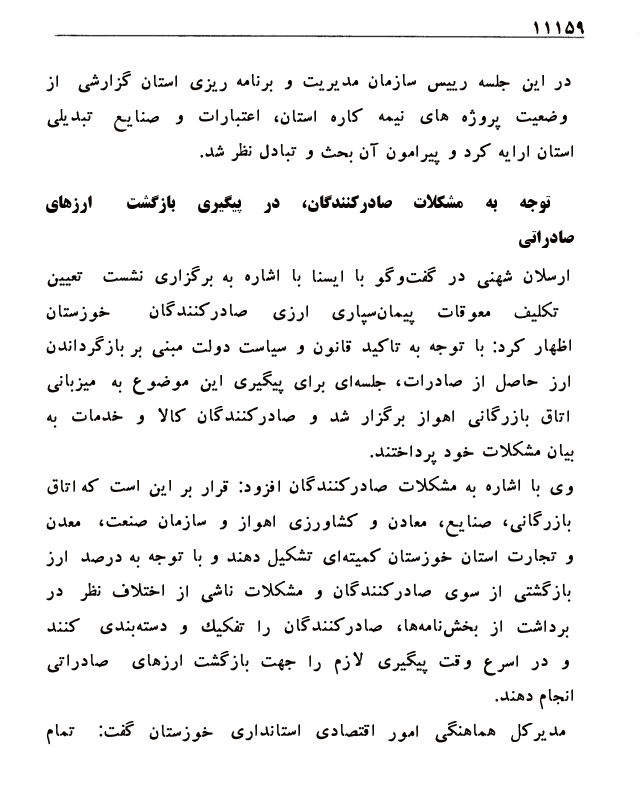 ۱۱۱۵۹
در این جلسه رییس سازمان مدیریت و برنامه ریزی استان گزارشی از
وضعیت پروژه های نیمه کاره استان، اعتبارات و صنایع تبدیلی
استان ارایه کرد و پیرامون آن بحث و تبادل نظر شد.
توجه به مشکلات صادرکنندگان، در پیگیری بازگشت ارزهای
صادراتی
ارسلان شهنی در گفت‌وگو با ایسنا با اشاره به برگزاری نشست تعیین
تکلیف معوقات پیمان‌سپاری ارزی صادرکنندگان خوزستان
اظهار کرد: با توجه به تاکید قانون و سیاست دولت مبنی بر بازگرداندن
ارز حاصل از صادرات، جلسه‌ای برای پیگیری این موضوع به میزبانی
اتاق بازرگانی اهواز برگزار شد و صادرکنندگان کالا و خدمات به
بیان مشکلات خود پرداختند.
وی با اشاره به مشکلات صادرکنندگان افزود: قرار بر این است که اتاق
بازرگانی، صنایع، معادن و کشاورزی اهواز و سازمان صنعت، معدن
و تجارت استان خوزستان کمیته‌ای تشکیل دهند و با توجه به درصد ارز
بازگشتی از سوی صادرکنندگان و مشکلات ناشی از اختلاف نظر در
برداشت از بخش‌نامه‌ها، صادرکنندگان را تفکیك و دسته‌بندی کنند
و در اسرع وقت پیگیری لازم را جهت بازگشت ارزهای صادراتی
انجام دهند.
مدیرکل هماهنگی امور اقتصادی استانداری خوزستان گفت: تمام